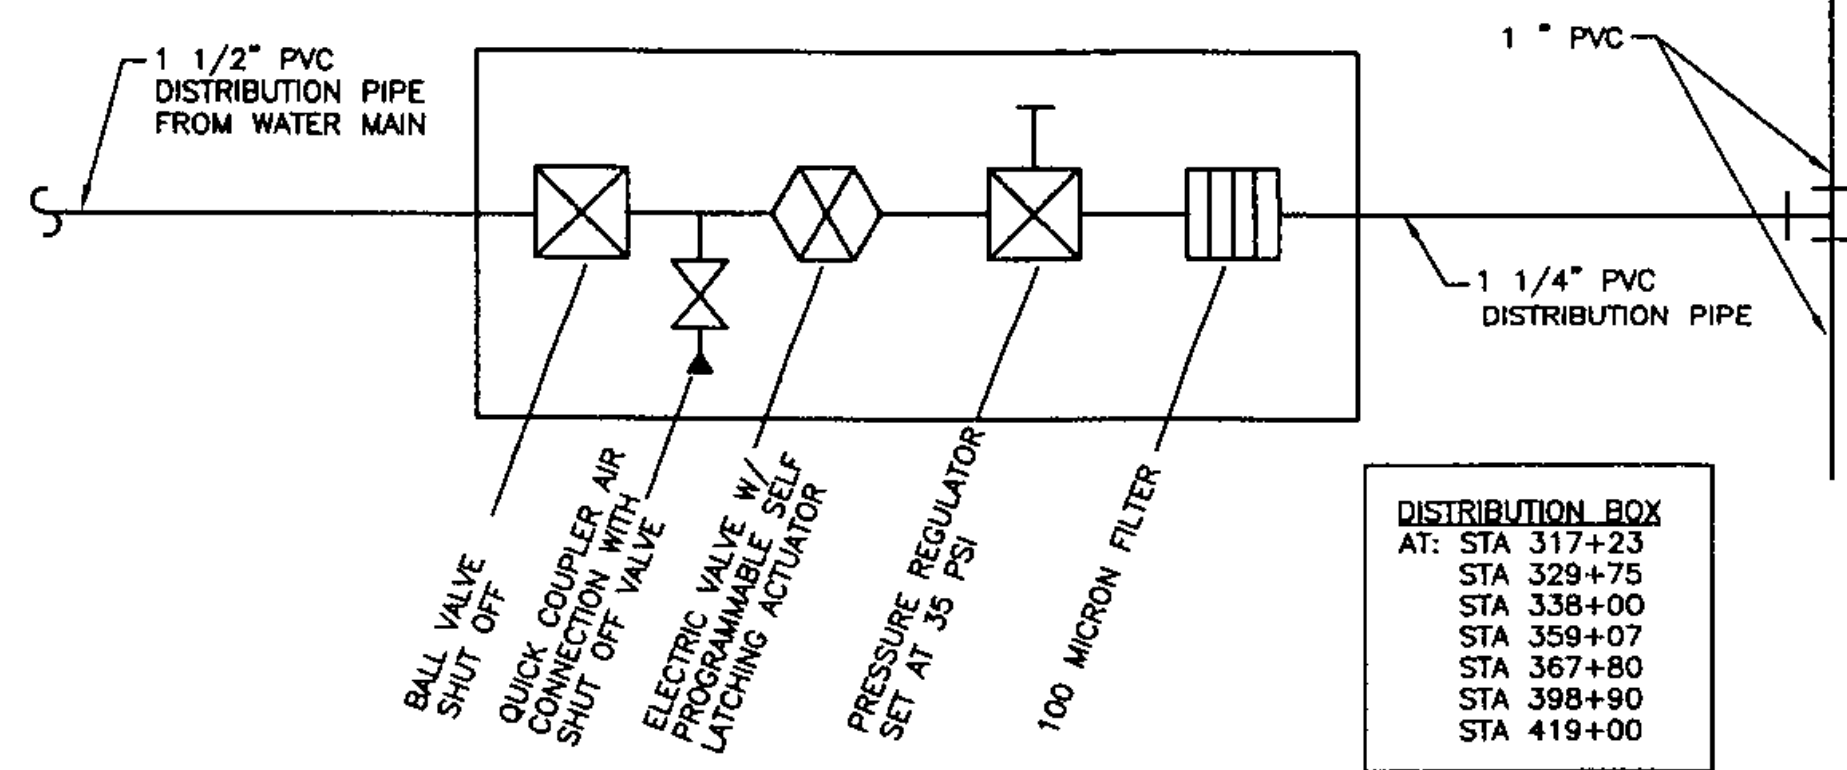 1 1/2" PVC
DISTRIBUTION PIPE
FROM WATER MAIN
1 " PVC
1 1/4" PVC
DISTRIBUTION PIPE
BALL VALVE
SHUT OFF
QUICK COUPLER AIR
CONNECTION WITH
SHUT OFF VALVE
ELECTRIC VALVE W/
PROGRAMMABLE SELF
LATCHING ACTUATOR
PRESSURE REGULATOR
SET AT 35 PSI
100 MICRON FILTER
DISTRIBUTION BOX
AT: STA 317+23
STA 329+75
STA 338+00
STA 359+07
STA 367+80
STA 398+90
STA 419+00